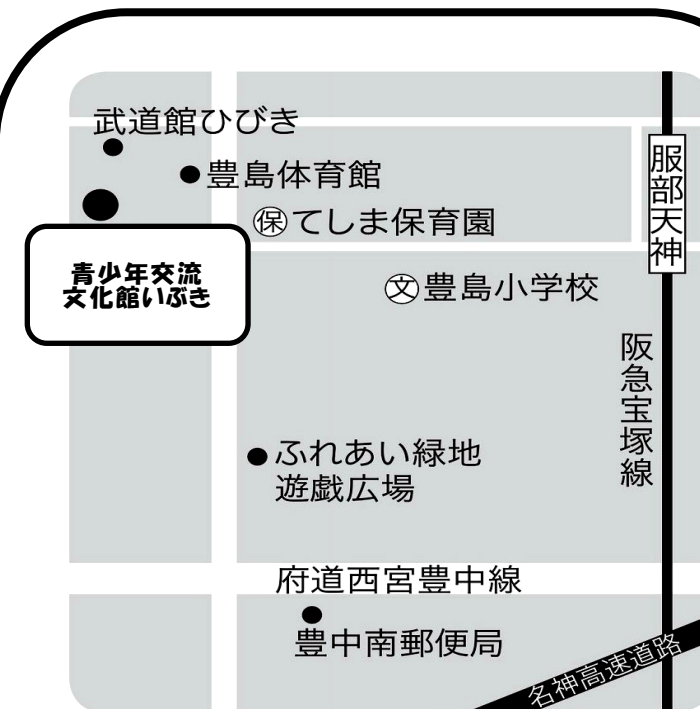 武道館ひびき
豊島体育館
保 てしま保育園
服部天神
青少年交流
文化館いぶき
文 豊島小学校
阪急宝塚線
ふれあい緑地
遊戯広場
府道西宮豊中線
豊中南郵便局
名神高速道路